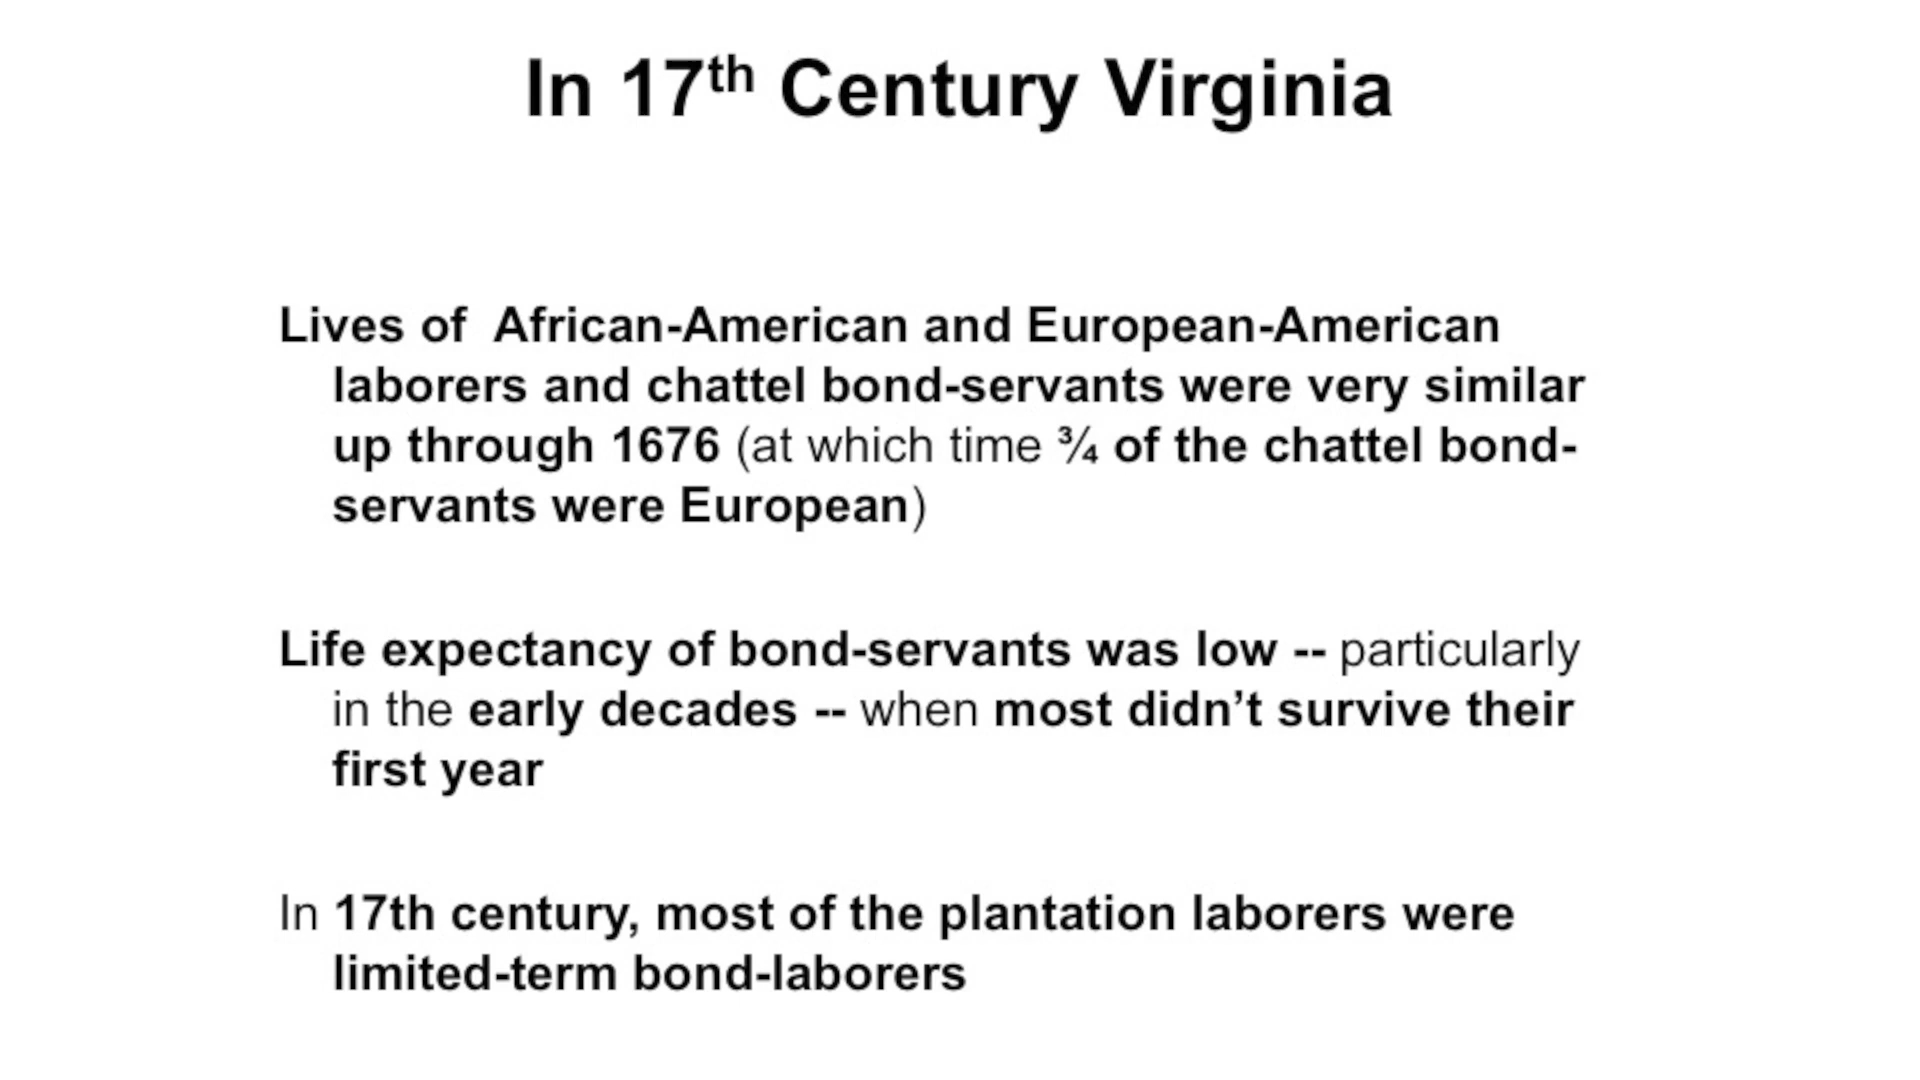 In 17th Century Virginia
Lives of African-American and European-American
laborers and chattel bond-servants were very similar
up through 1676 (at which time ¾ of the chattel bond-
servants were European)
Life expectancy of bond-servants was low -- particularly
in the early decades -- when most didn’t survive their
first year
In 17th century, most of the plantation laborers were
limited-term bond-laborers